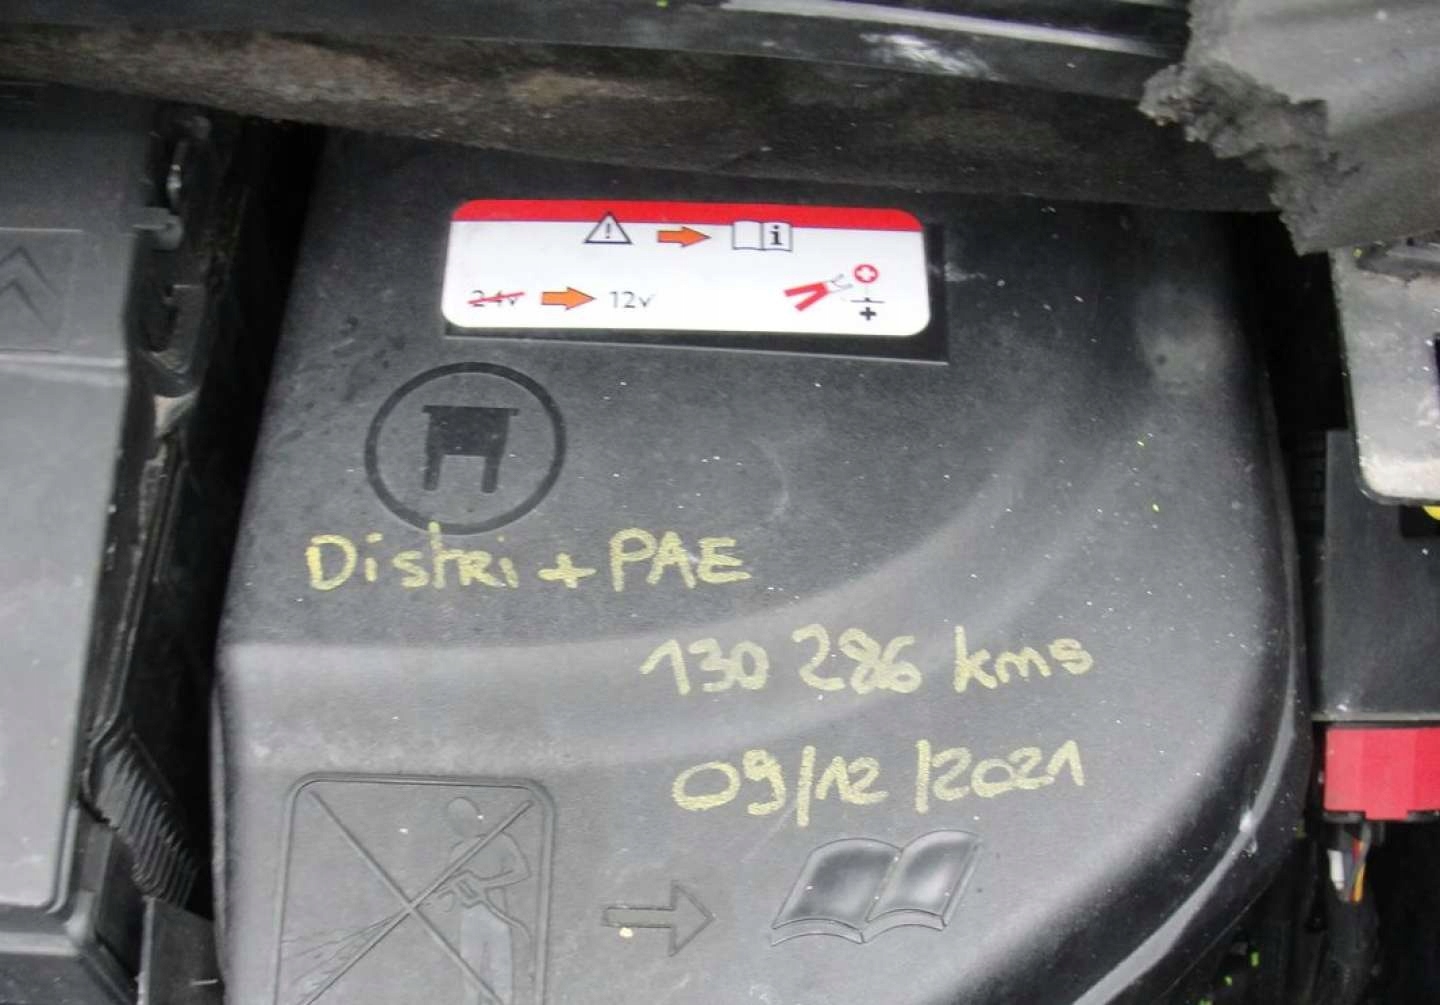 24v 12v
Distri + PAE
130 286 kms
09/12/2021